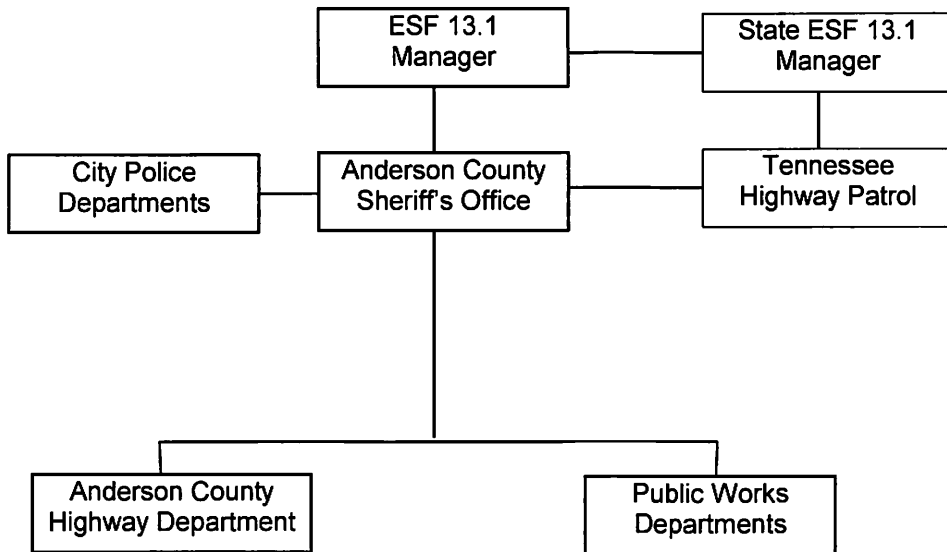 ESF 13.1
Manager
State ESF 13.1
Manager
City Police
Departments
Anderson County
Sheriff's Office
Tennessee
Highway Patrol
Anderson County
Highway Department
Public Works
Departments